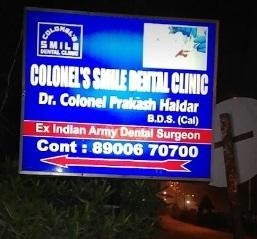 COLONEL'S
SMILE
DENTAL CLINIC
COLONEL'S SMILE DENTAL CLINIC
Dr. Colonel Prakash Haldar
B.D.S. (Cal)
Ex Indian Army Dental Surgeon
Cont : 89006 70700